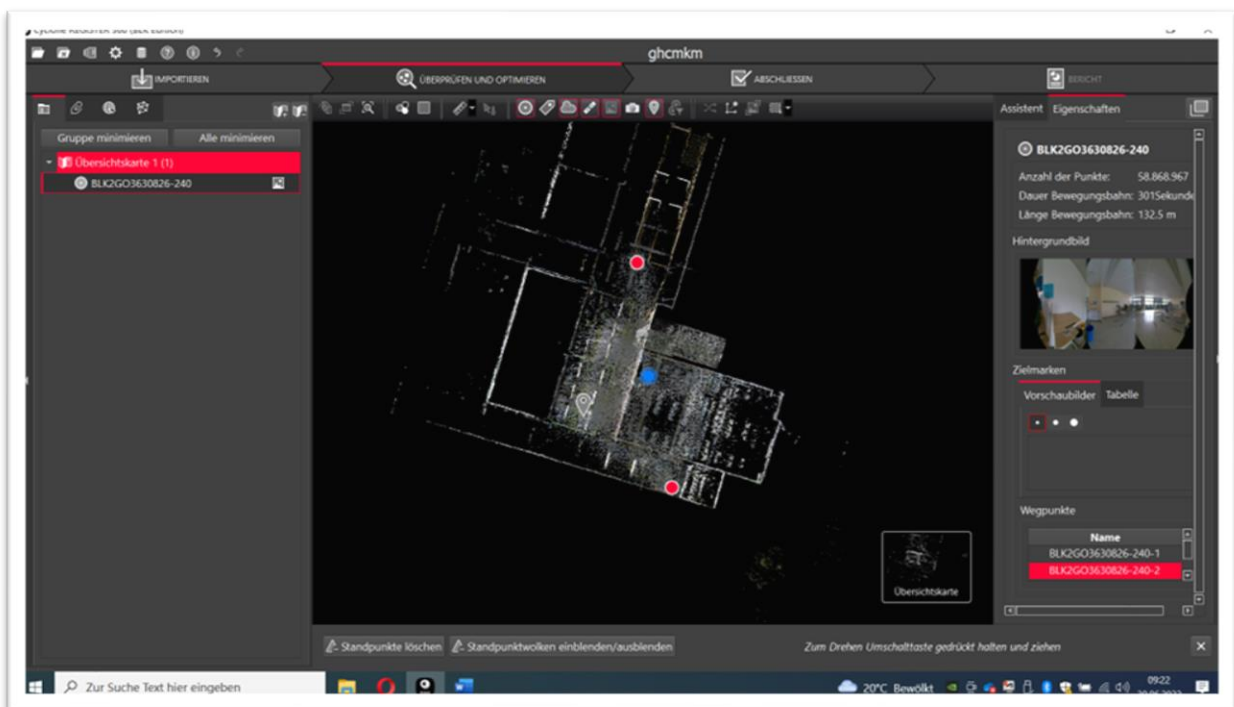 ghcmkm
IMPORTIEREN
ÜBERPRÜFEN UND OPTIMIEREN
ABSCHLIESSEN
BERICHT
Gruppe minimieren Alle minimieren
Übersichtskarte 1 (1)
BLK2GO3630826-240
Übersichtskarte
Assistent Eigenschaften
BLK2GO3630826-240
Anzahl der Punkte: 58.868.967
Dauer Bewegungsbahn: 301Sekunde
Länge Bewegungsbahn: 132.5 m
Hintergrundbild
Zielmarken
Vorschaubilder Tabelle
Wegpunkte
Name
BLK2GO3630826-240-1
BLK2GO3630826-240-2
Standpunkte löschen Standpunktwolken einblenden/ausblenden Zum Drehen Umschalttaste gedrückt halten und ziehen
Zur Suche Text hier eingeben
20°C Bewölkt
09:22